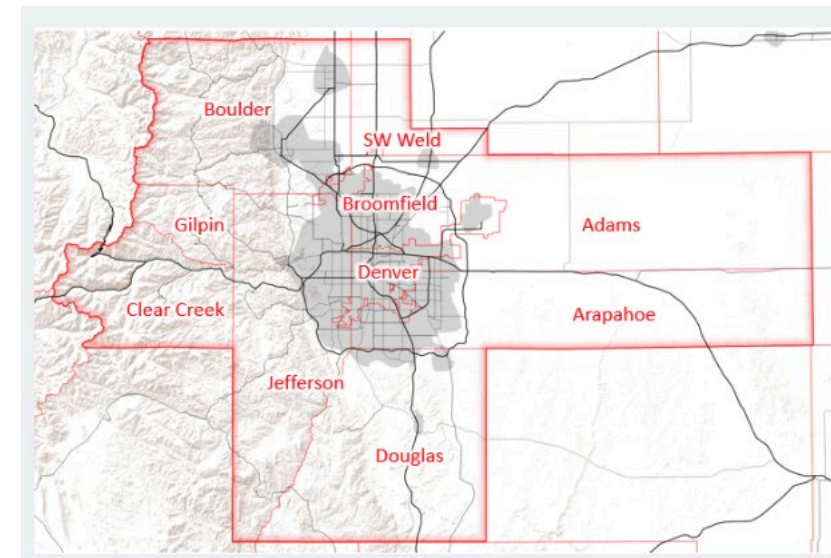 Boulder
SW Weld
Broomfield
Gilpin
Adams
Denver
Clear Creek
Arapahoe
Jefferson
Douglas